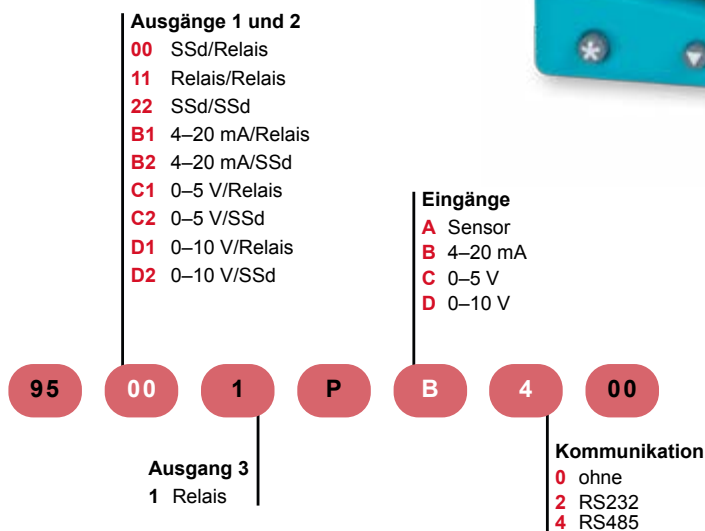 Ausgänge 1 und 2
00 SSd/Relais
11 Relais/Relais
22 SSd/SSd
B1 4–20 mA/Relais
B2 4–20 mA/SSd
C1 0–5 V/Relais
C2 0–5 V/SSd
D1 0–10 V/Relais
D2 0–10 V/SSd
Eingänge
A Sensor
B 4–20 mA
C 0–5 V
D 0–10 V
95 00 1 P B 4 00
Ausgang 3
1 Relais
Kommunikation
0 ohne
2 RS232
4 RS485